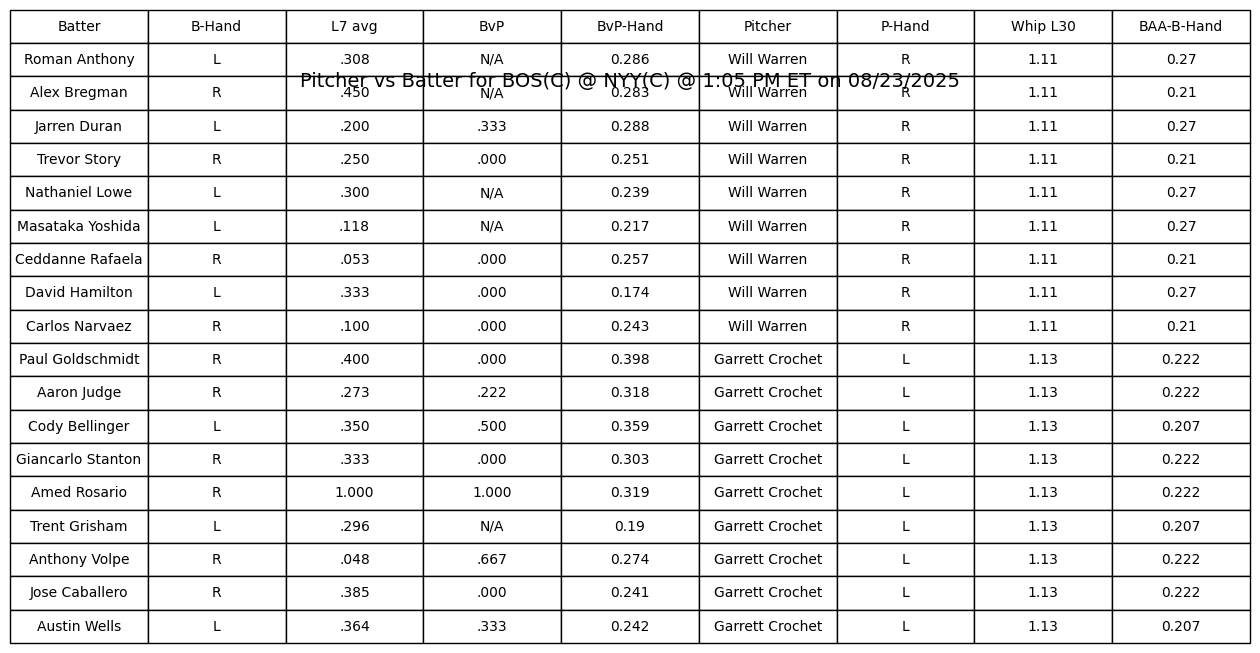 Batter B-Hand L7 avg BvP BvP-Hand Pitcher P-Hand Whip L30 BAA-B-Hand
Roman Anthony L .308 N/A 0.286 Will Warren R 1.11 0.27
Pitcher vs Batter for BOS(C) @ NYY(C) @ 1:05 PM ET on 08/23/2025
Alex Bregman R .450 N/A 0.283 Will Warren R 1.11 0.21
Jarren Duran L .200 .333 0.288 Will Warren R 1.11 0.27
Trevor Story R .250 .000 0.251 Will Warren R 1.11 0.21
Nathaniel Lowe L .300 N/A 0.239 Will Warren R 1.11 0.27
Masataka Yoshida L .118 N/A 0.217 Will Warren R 1.11 0.27
Ceddanne Rafaela R .053 .000 0.257 Will Warren R 1.11 0.21
David Hamilton L .333 .000 0.174 Will Warren R 1.11 0.27
Carlos Narvaez R .100 .000 0.243 Will Warren R 1.11 0.21
Paul Goldschmidt R .400 .000 0.398 Garrett Crochet L 1.13 0.222
Aaron Judge R .273 .222 0.318 Garrett Crochet L 1.13 0.222
Cody Bellinger L .350 .500 0.359 Garrett Crochet L 1.13 0.207
Giancarlo Stanton R .333 .000 0.303 Garrett Crochet L 1.13 0.222
Amed Rosario R 1.000 1.000 0.319 Garrett Crochet L 1.13 0.222
Trent Grisham L .296 N/A 0.19 Garrett Crochet L 1.13 0.207
Anthony Volpe R .048 .667 0.274 Garrett Crochet L 1.13 0.222
Jose Caballero R .385 .000 0.241 Garrett Crochet L 1.13 0.222
Austin Wells L .364 .333 0.242 Garrett Crochet L 1.13 0.207